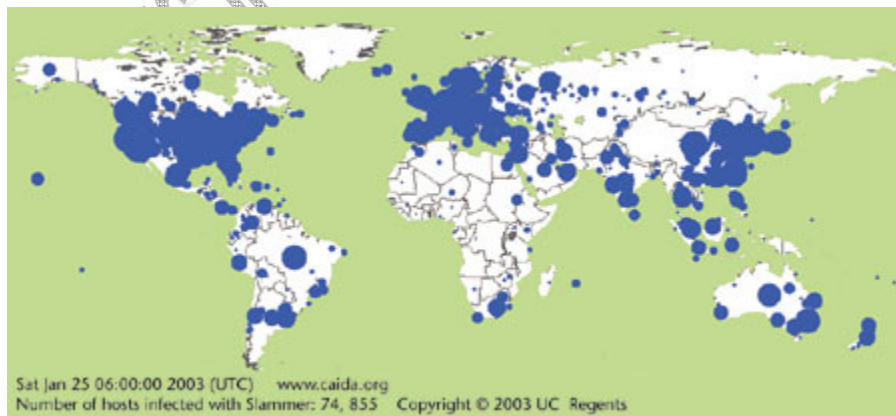 Sat Jan 25 06:00:00 2003 (UTC) www.caida.org
Number of hosts infected with Slammer: 74, 855 Copyright © 2003 UC Regents